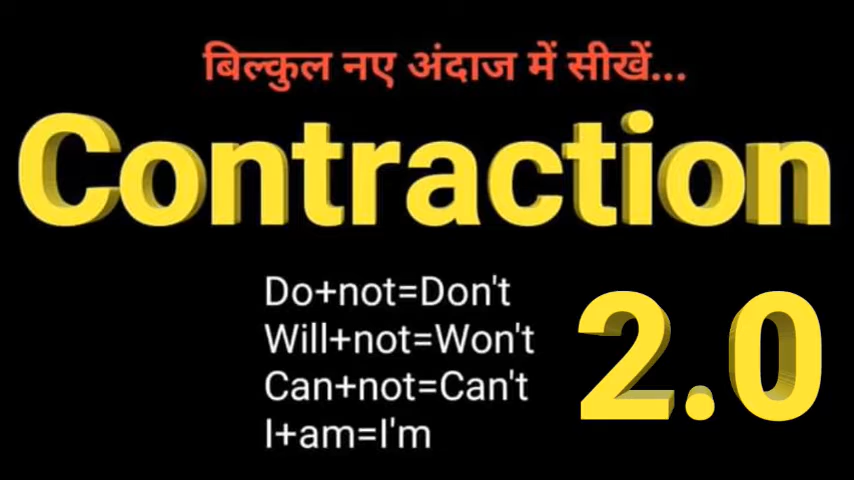 बिल्कुल नए अंदाज में सीखें...
Contraction
Do+not=Don't
Will+not=Won't
Can+not=Can't
I+am=I'm
2.0